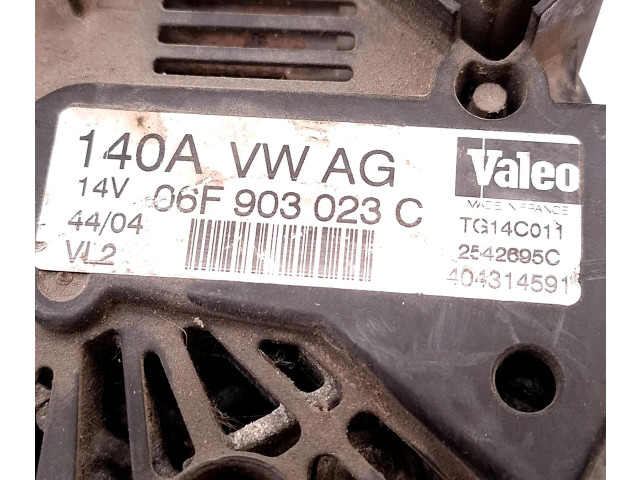 140A VW AG
14V 06F 903 023 C
44/04
VL2
Valeo
MADE IN FRANCE
TG14C011
2542695C
404314591